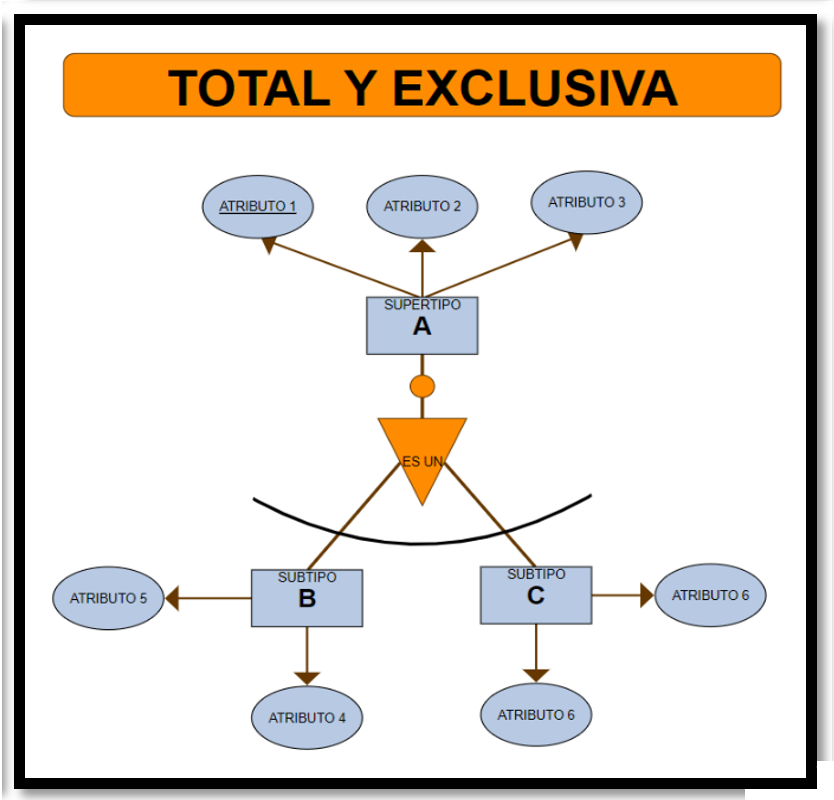 TOTAL Y EXCLUSIVA
ATRIBUTO 1
ATRIBUTO 2
ATRIBUTO 3
SUPERTIPO
A
ES UN
SUBTIPO
B
SUBTIPO
C
ATRIBUTO 5
ATRIBUTO 6
ATRIBUTO 4
ATRIBUTO 6